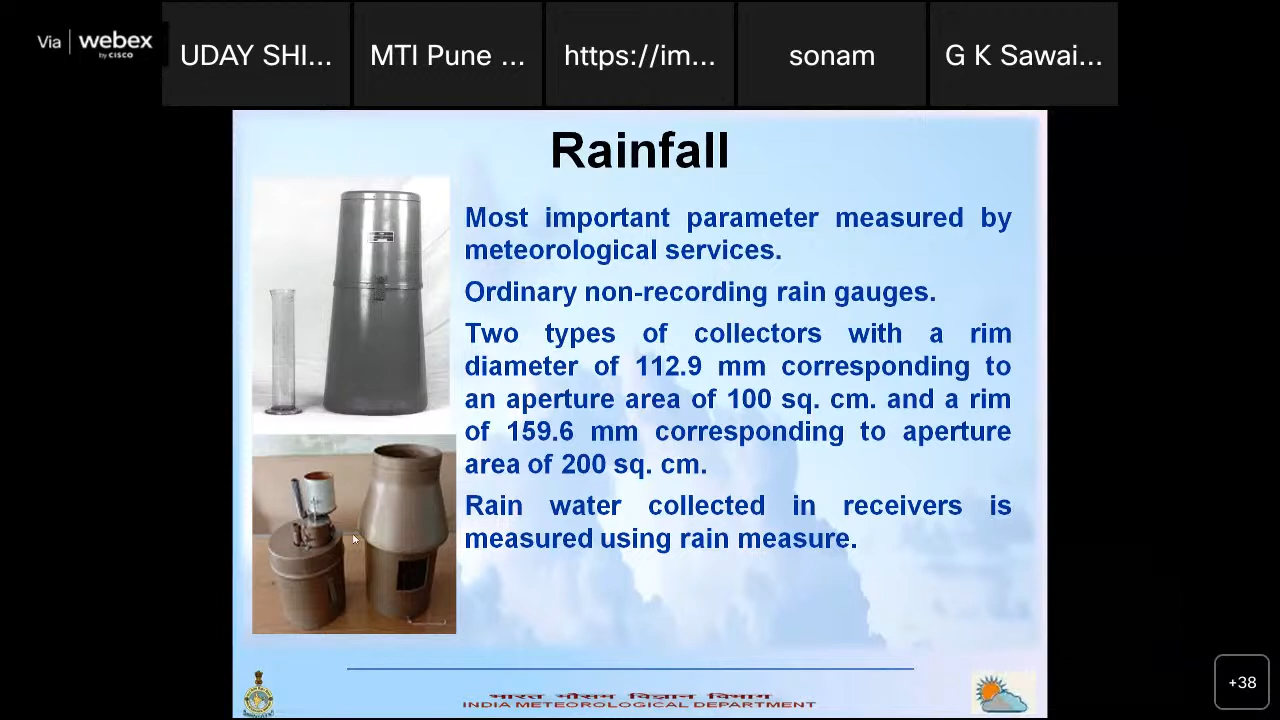 Via webex
by CISCO
UDAY SHI...
MTI Pune ...
https://im...
sonam
G K Sawai...
Rainfall
Most important parameter measured by
meteorological services.
Ordinary non-recording rain gauges.
Two types of collectors with a rim
diameter of 112.9 mm corresponding to
an aperture area of 100 sq. cm. and a rim
of 159.6 mm corresponding to aperture
area of 200 sq. cm.
Rain water collected in receivers is
measured using rain measure.
भारत मौसम विज्ञान विभाग
INDIA METEOROLOGICAL DEPARTMENT
+38